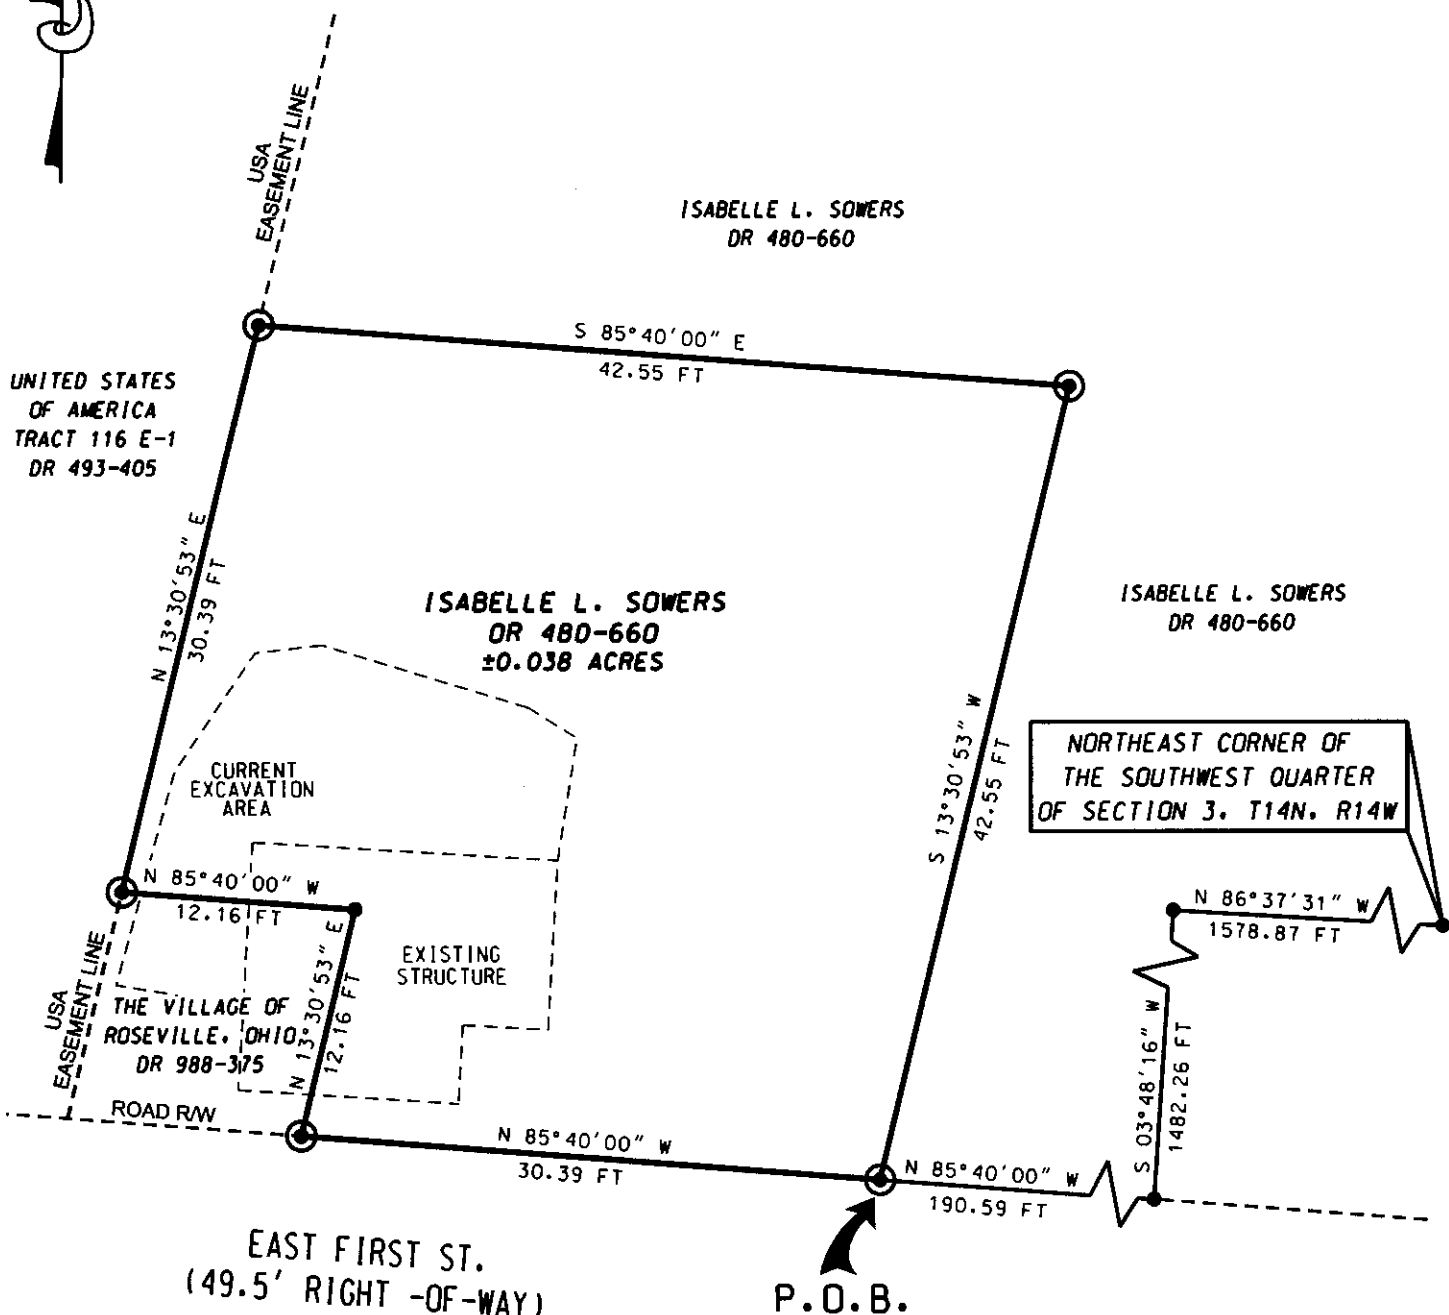 USA
EASEMENT LINE
ISABELLE L. SOWERS
DR 480-660
S 85°40'00" E
42.55 FT
UNITED STATES
OF AMERICA
TRACT 116 E-1
DR 493-405
N 13°30'53" E
30.39 FT
ISABELLE L. SOWERS
OR 480-660
±0.038 ACRES
ISABELLE L. SOWERS
DR 480-660
S 13°30'53" W
42.55 FT
NORTHEAST CORNER OF
THE SOUTHWEST QUARTER
OF SECTION 3. T14N. R14W
CURRENT
EXCAVATION
AREA
N 85°40'00" W
12.16 FT
N 86°37'31" W
1578.87 FT
EXISTING
STRUCTURE
N 13°30'53" E
12.16 FT
USA
EASEMENT LINE
THE VILLAGE OF
ROSEVILLE. OHIO
DR 988-375
S 03°48'16" W
1482.26 FT
ROAD R/W
N 85°40'00" W
30.39 FT
N 85°40'00" W
190.59 FT
EAST FIRST ST.
(49.5' RIGHT -OF-WAY)
P.O.B.